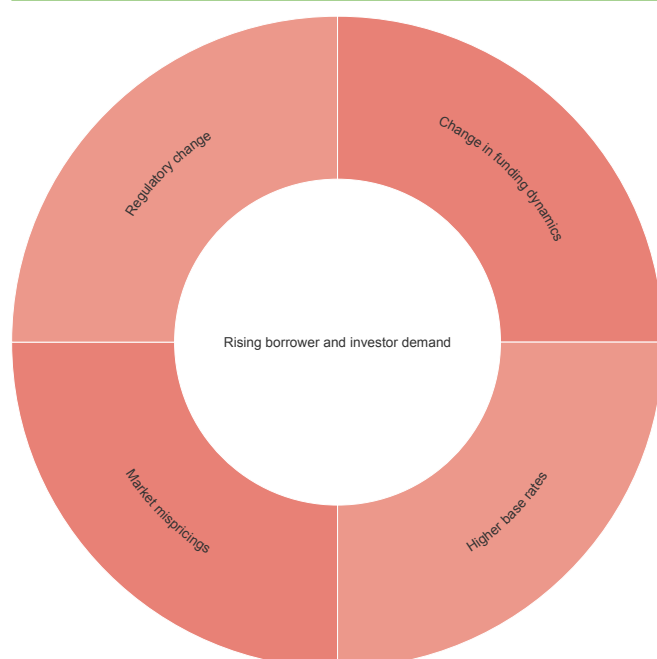 Regulatory change
Change in funding dynamics
Rising borrower and investor demand
Market mispricings
Higher base rates